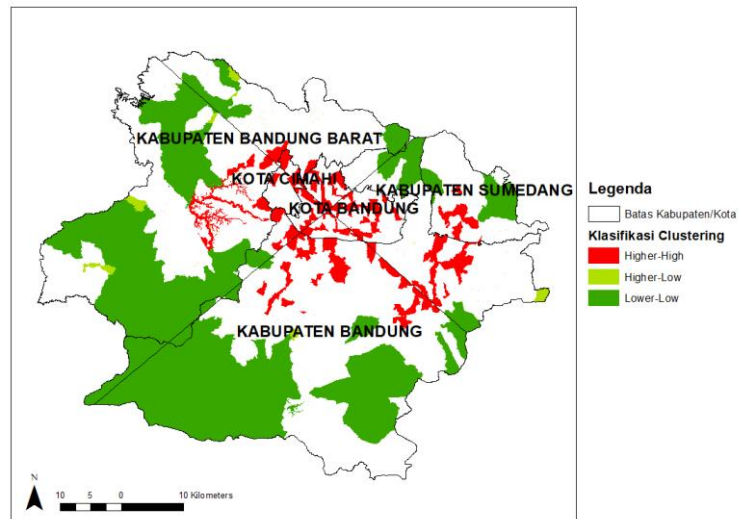 KABUPATEN BANDUNG BARAT
KOTA CIMAHI
KABUPATEN SUMEDANG
KOTA BANDUNG
KABUPATEN BANDUNG
N
10 5 0 10 Kilometers
Legenda
Batas Kabupaten/Kota
Klasifikasi Clustering
Higher-High
Higher-Low
Lower-Low